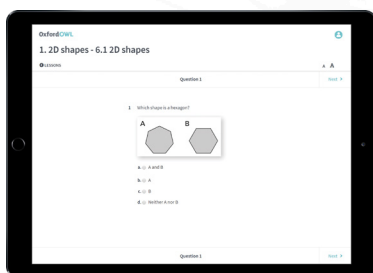 OxfordOWL
1. 2D shapes - 6.1 2D shapes
LESSONS
A A
Question 1
Next >
1 Which shape is a hexagon?
A B
a. A and B
b. A
c. B
d. Neither A nor B
Question 1
Next >